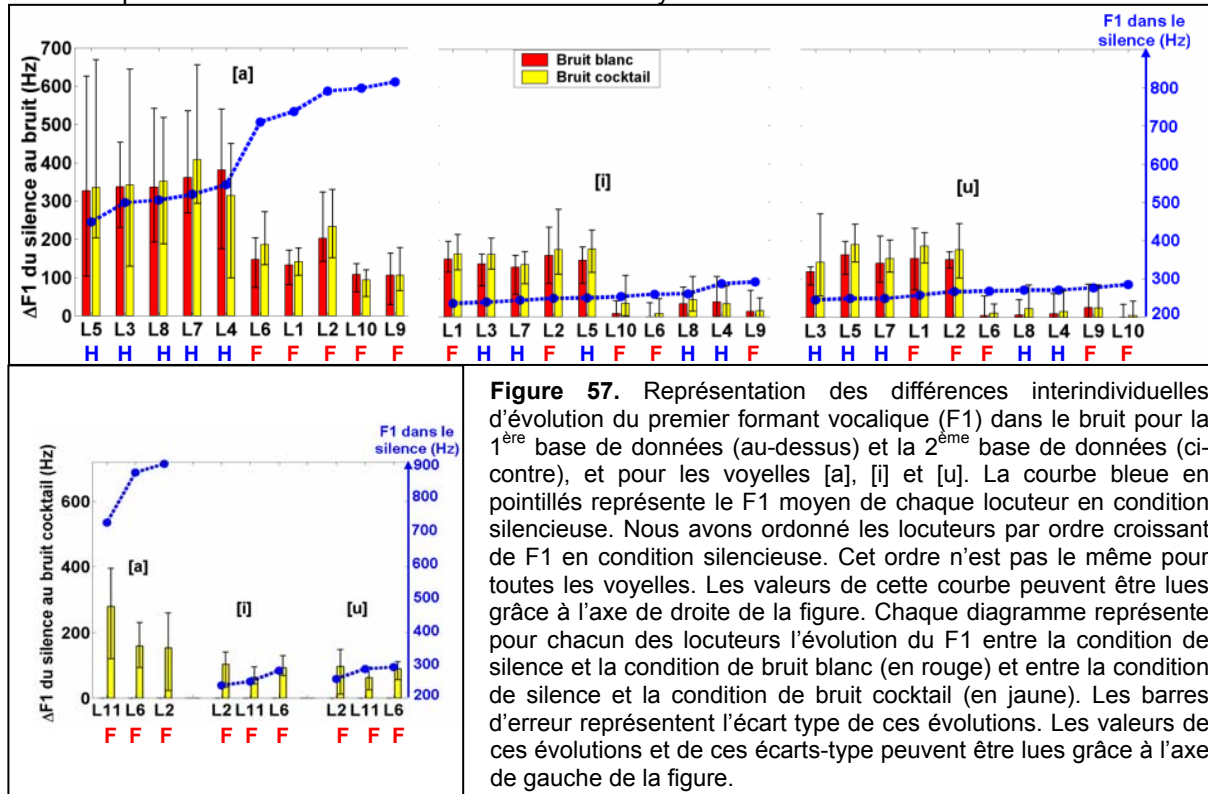 F1 dans le
silence (Hz)
ΔF1 du silence au bruit (Hz)
700
600
500
400
300
200
100
0
[a]
[i]
[u]
Bruit blanc
Bruit cocktail
800
700
600
500
400
300
200
L5 L3 L8 L7 L4 L6 L1 L2 L10 L9
H H H H H F F F F F
L1 L3 L7 L2 L5 L10 L6 L8 L4 L9
F H H F H F F H H F
L3 L5 L7 L1 L2 L6 L8 L4 L9 L10
H H H F F F H H F F
F1 dans le
silence (Hz)
ΔF1 du silence au bruit cocktail (Hz)
600
400
200
0
[a]
[i]
[u]
900
800
700
600
500
400
300
200
L11 L6 L2 L2 L11 L6 L2 L11 L6
F F F F F F F F F
Figure 57. Représentation des différences interindividuelles
d'évolution du premier formant vocalique (F1) dans le bruit pour la
1ère base de données (au-dessus) et la 2ème base de données (ci-
contre), et pour les voyelles [a], [i] et [u]. La courbe bleue en
pointillés représente le F1 moyen de chaque locuteur en condition
silencieuse. Nous avons ordonné les locuteurs par ordre croissant
de F1 en condition silencieuse. Cet ordre n'est pas le même pour
toutes les voyelles. Les valeurs de cette courbe peuvent être lues
grâce à l'axe de droite de la figure. Chaque diagramme représente
pour chacun des locuteurs l'évolution du F1 entre la condition de
silence et la condition de bruit blanc (en rouge) et entre la condition
de silence et la condition de bruit cocktail (en jaune). Les barres
d'erreur représentent l'écart type de ces évolutions. Les valeurs de
ces évolutions et de ces écarts-type peuvent être lues grâce à l'axe
de gauche de la figure.